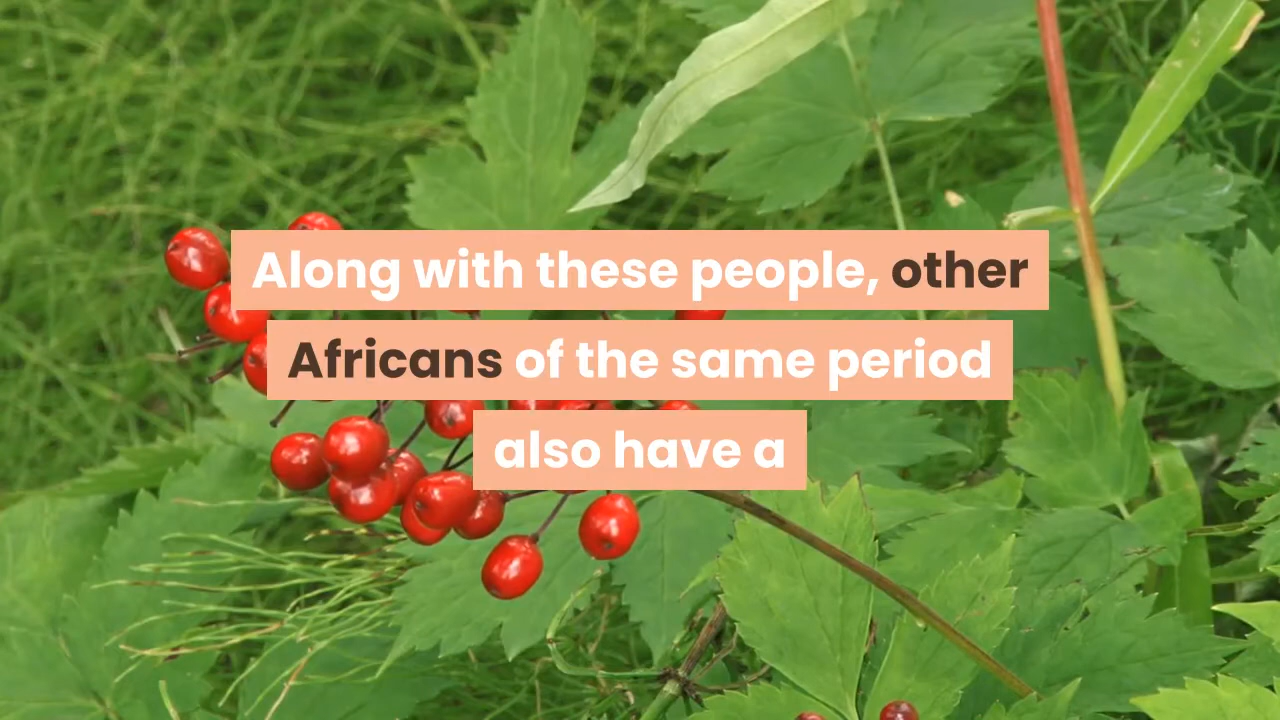 Along with these people, other
Africans of the same period
also have a